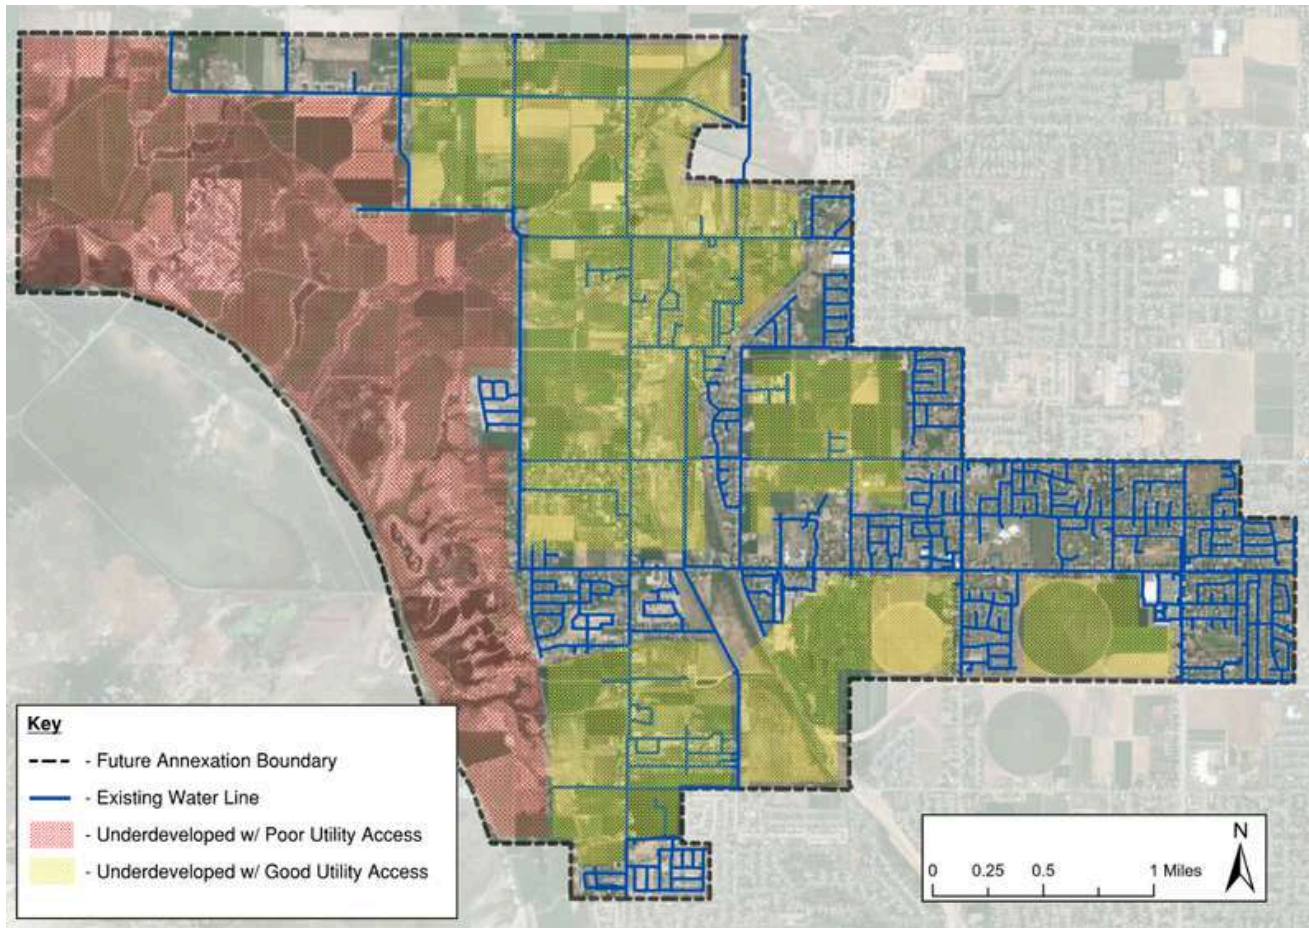 Key
- Future Annexation Boundary
- Existing Water Line
- Underdeveloped w/ Poor Utility Access
- Underdeveloped w/ Good Utility Access
N
0 0.25 0.5 1 Miles